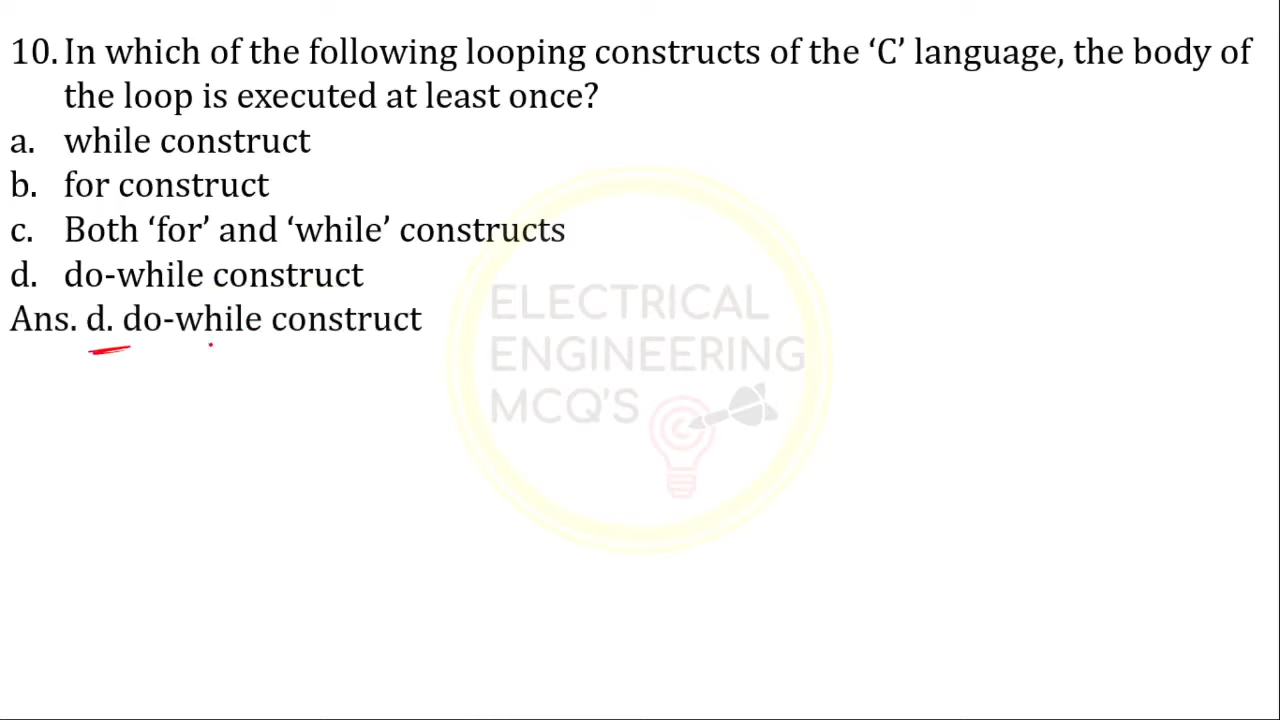 10. In which of the following looping constructs of the ‘C’ language, the body of
the loop is executed at least once?
a. while construct
b. for construct
c. Both ‘for’ and ‘while’ constructs
d. do-while construct
Ans. d. do-while construct
ELECTRICAL
ENGINEERING
MCQ'S